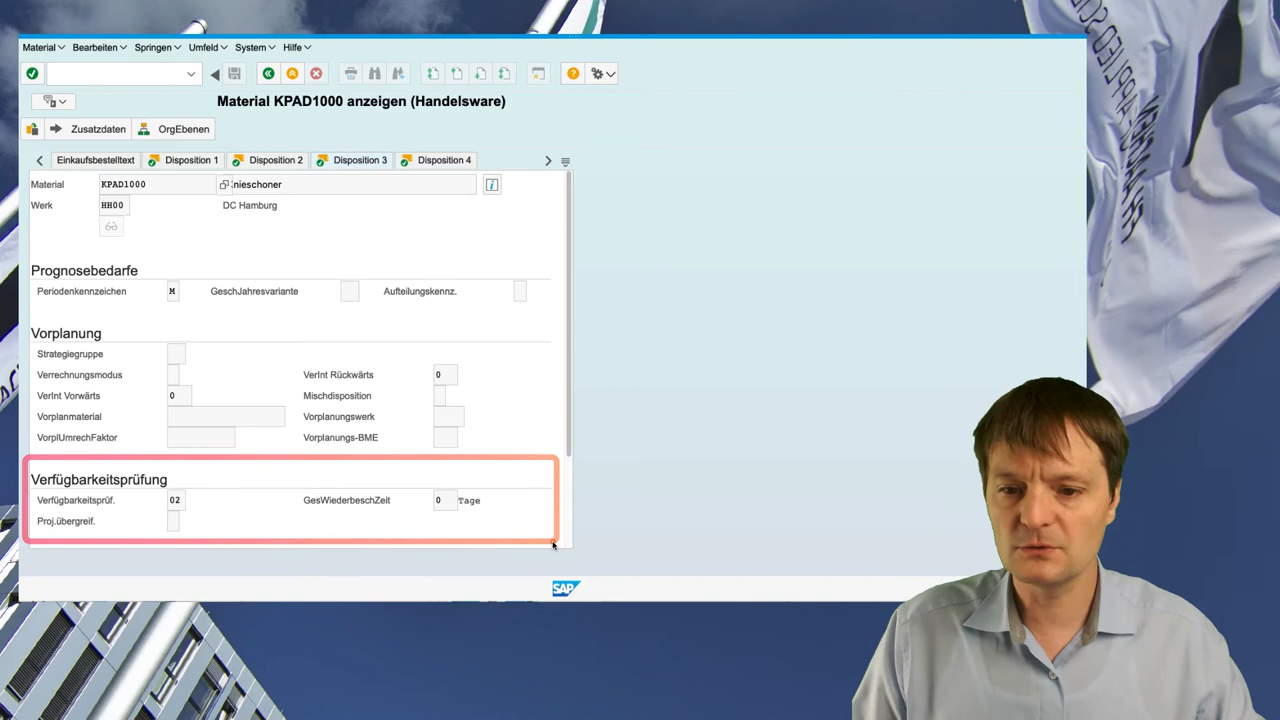 Material Bearbeiten Springen Umfeld System Hilfe
Material KPAD1000 anzeigen (Handelsware)
Zusatzdaten OrgEbenen
Einkaufsbestelltext Disposition 1 Disposition 2 Disposition 3 Disposition 4
Material KPAD1000 nieschoner
Werk HH00 DC Hamburg
Prognosebedarfe
Periodenkennzeichen M GeschJahresvariante Aufteilungskennz.
Vorplanung
Strategiegruppe
Verrechnungsmodus VerInt Rückwärts 0
VerInt Vorwärts 0 Mischdisposition
Vorplanmaterial Vorplanungswerk
VorplUmrechFaktor Vorplanungs-BME
Verfügbarkeitsprüfung
Verfügbarkeitsprüf. 02 GesWiederbeschZeit 0 Tage
Proj.übergreif.
SAP